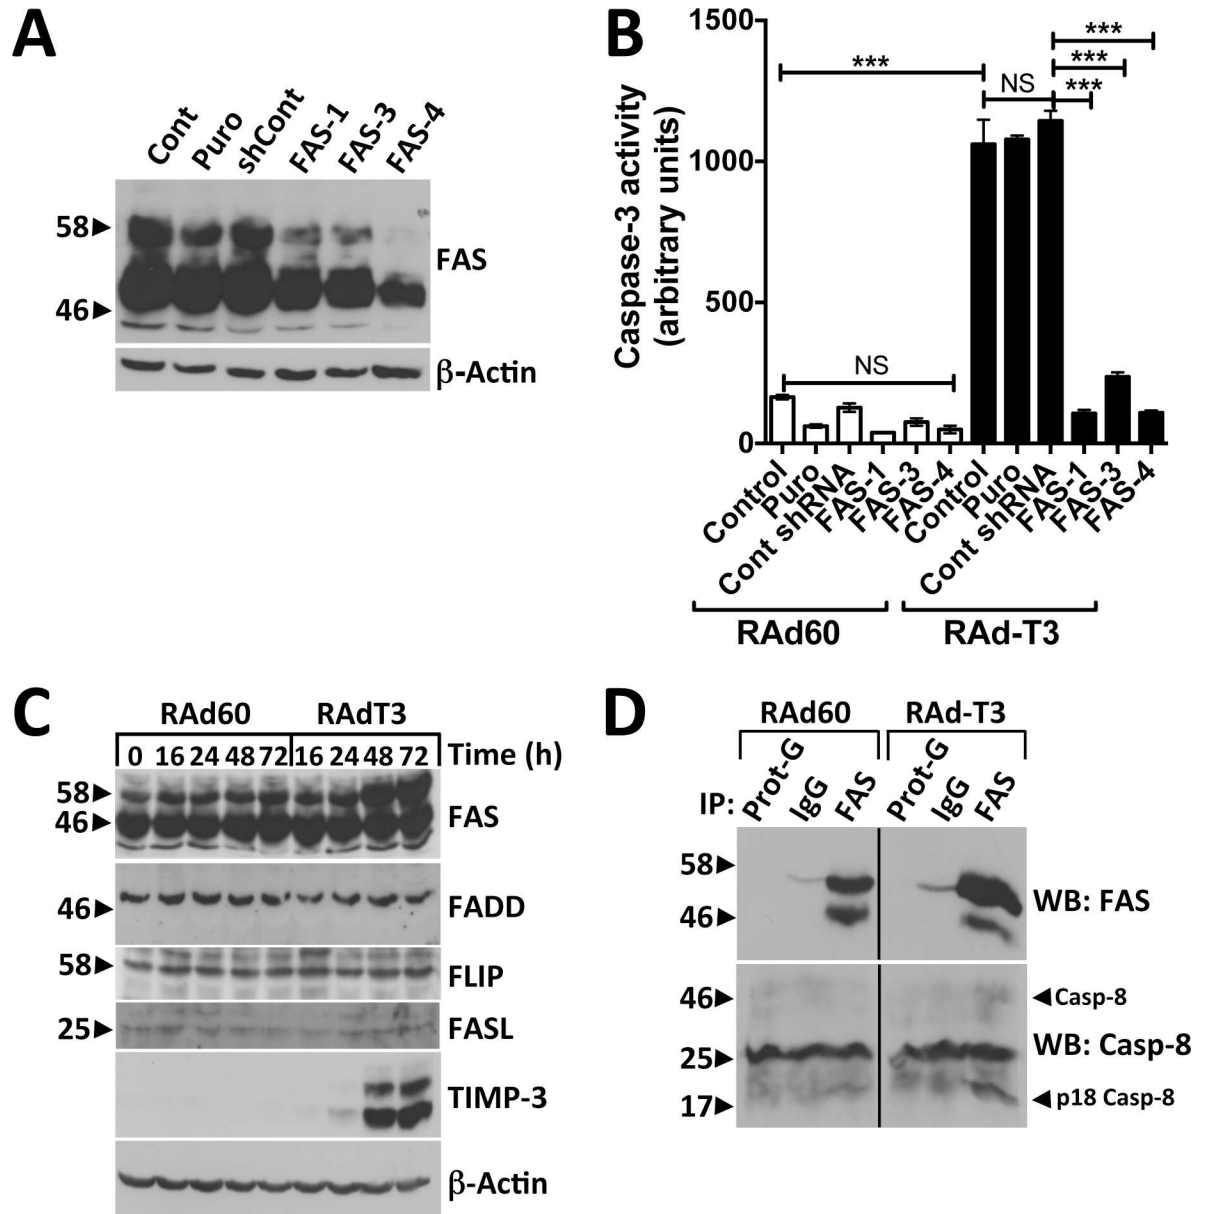 A
Cont
Puro
shCont
FAS-1
FAS-3
FAS-4
58
46
FAS
β-Actin
B
Caspase-3 activity
(arbitrary units)
1500
1000
500
0
***
NS
***
***
***
NS
Control
Puro
Cont shRNA
FAS-1
FAS-3
FAS-4
Control
Puro
Cont shRNA
FAS-1
FAS-3
FAS-4
RAd60
RAd-T3
C
RAd60 RAdT3
0 16 24 48 72 16 24 48 72 Time (h)
58
46
FAS
46
FADD
58
FLIP
25
FASL
TIMP-3
β-Actin
D
RAd60 RAd-T3
IP:
Prot-G
IgG
FAS
Prot-G
IgG
FAS
58
46
WB: FAS
46
Casp-8
25
WB: Casp-8
17
p18 Casp-8